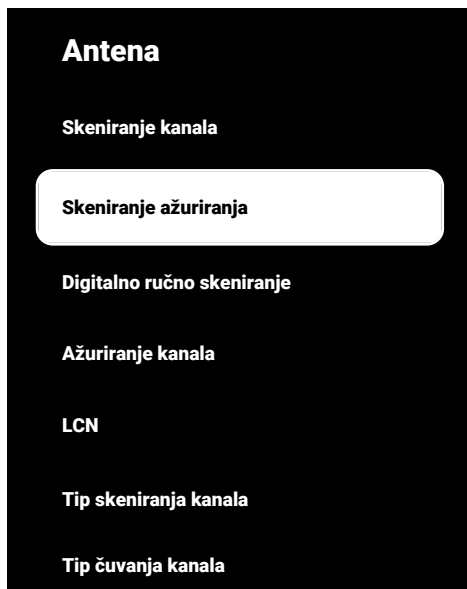 Antena
Skeniranje kanala
Skeniranje ažuriranja
Digitalno ručno skeniranje
Ažuriranje kanala
LCN
Tip skeniranja kanala
Tip čuvanja kanala